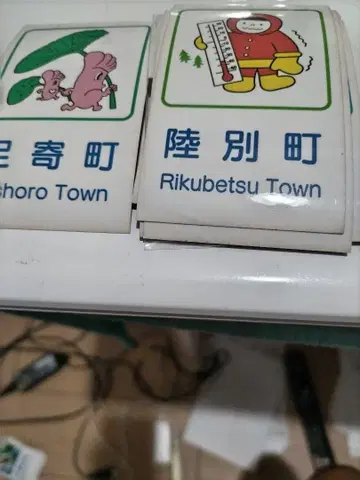 寄町
shoro Town
陸別町
Rikubetsu Town